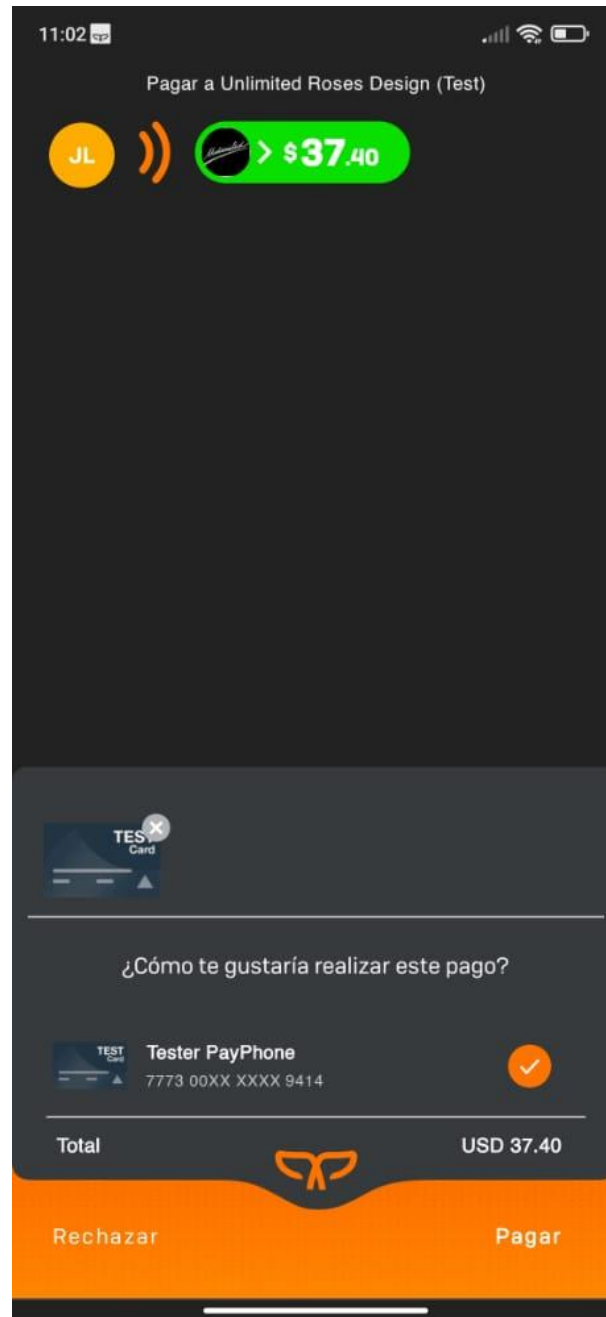 11:02
Pagar a Unlimited Roses Design (Test)
JL
> $37.40
TEST
Card
¿Cómo te gustaría realizar este pago?
TEST
Card
Tester PayPhone
7773 00XX XXXX 9414
Total USD 37.40
Rechazar Pagar